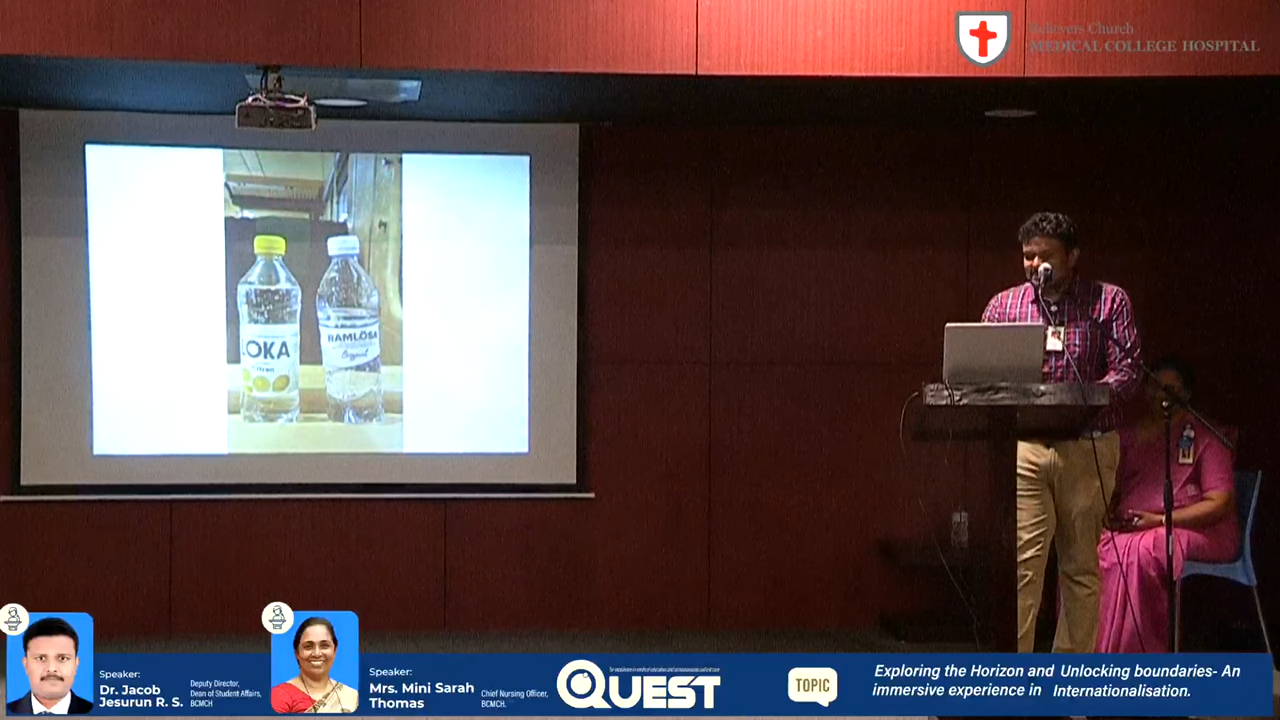 Believers Church
MEDICAL COLLEGE HOSPITAL
LOKA
RAMLÖSA
Original
Speaker:
Dr. Jacob
Jesurun R. S.
Deputy Director,
Dean of Student Affairs,
BCMCH
Speaker:
Mrs. Mini Sarah
Thomas
Chief Nursing Officer,
BCMCH.
QUEST
TOPIC
Exploring the Horizon and Unlocking boundaries- An
immersive experience in Internationalisation.